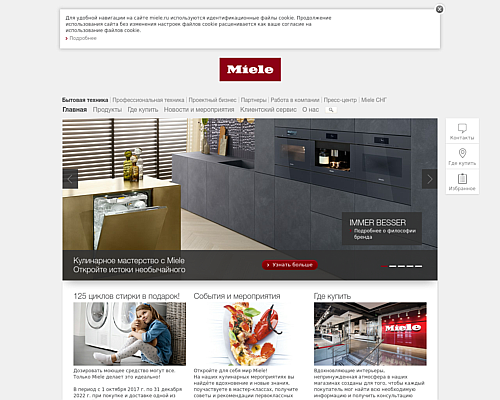 Для удобной навигации на сайте miele.ru используются идентификационные файлы cookie. Продолжение
использования сайта без изменения настроек файлов cookie расценивается как ваше согласие на
использование файлов cookie.
Подробнее
Miele
Бытовая техника | Профессиональная техника | Проектный бизнес | Партнеры | Работа в компании | Пресс-центр | Miele СНГ
Главная Продукты Где купить Новости и мероприятия Клиентский сервис О нас
Контакты
Где купить
Избранное
IMMER BESSER
Подробнее о философии
бренда
Кулинарное мастерство с Miele
Откройте истоки необычайного
Узнать больше
125 циклов стирки в подарок!
Дозировать моющее средство могут все.
Только Miele делает это идеально!
В период с 1 октября 2017 г. по 31 декабря
2022 г. при покупке и доставке одной из
События и мероприятия
Откройте для себя мир Miele!
На наших кулинарных мероприятиях вы
найдёте вдохновение и новые знания,
поучаствуете в мастер-классах, получите
советы и рекомендации первоклассных
Где купить
Miele
Вдохновляющие интерьеры,
непринужденная атмосфера в наших
магазинах созданы для того, чтобы каждый
покупатель мог найти всю необходимую
информацию и получить консультацию